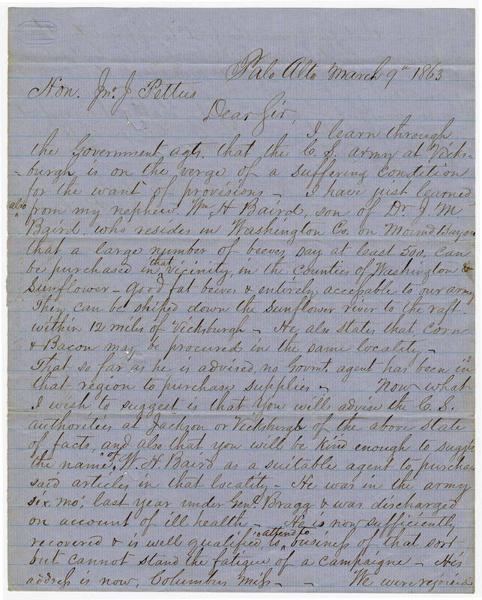 Palo Alto March 9th 1863
Hon. Jno. J Pettus
Dear Sir,
I learn through
the Government agts, that the C. S. army at Vicks-
burgh is on the verge of a suffering condition
for the want of provisions - I have just learned
also
from my nephew Wm H Baird, son of Dr J. M
Baird who resides in Washington Co. on Mound Bayou
that a large number of beeves say at least 500. can
be purchased in that vicinity, in the counties of Washington &
Sunflower - Good fat beeves & entirely accessable to our army
They can be shiped down the Sunflower river to the raft
within 12 miles of Vicksburgh - He also states that Corn
& Bacon may be procured in the same locality -
That so far as he is advised, no Govmt. agent has been in
that region to purchase supplies - Now what
I wish to suggest is that you will advise the C. S.
authorities at Jackson or Vicksburgh of the above state
of facts, and also that you will be kind enough to sugges
the name of W. H Baird as a suitable agent to purchas
said articles in that locality - He was in the army
six mo, last year under Genl. Bragg & was discharged
on account of ill health - He is now sufficiently
recovered & is well qualified to attend to business of that sort
but cannot stand the fatigue of a campaigne - His
address is now, Columbus Miss - - We were rejoiced